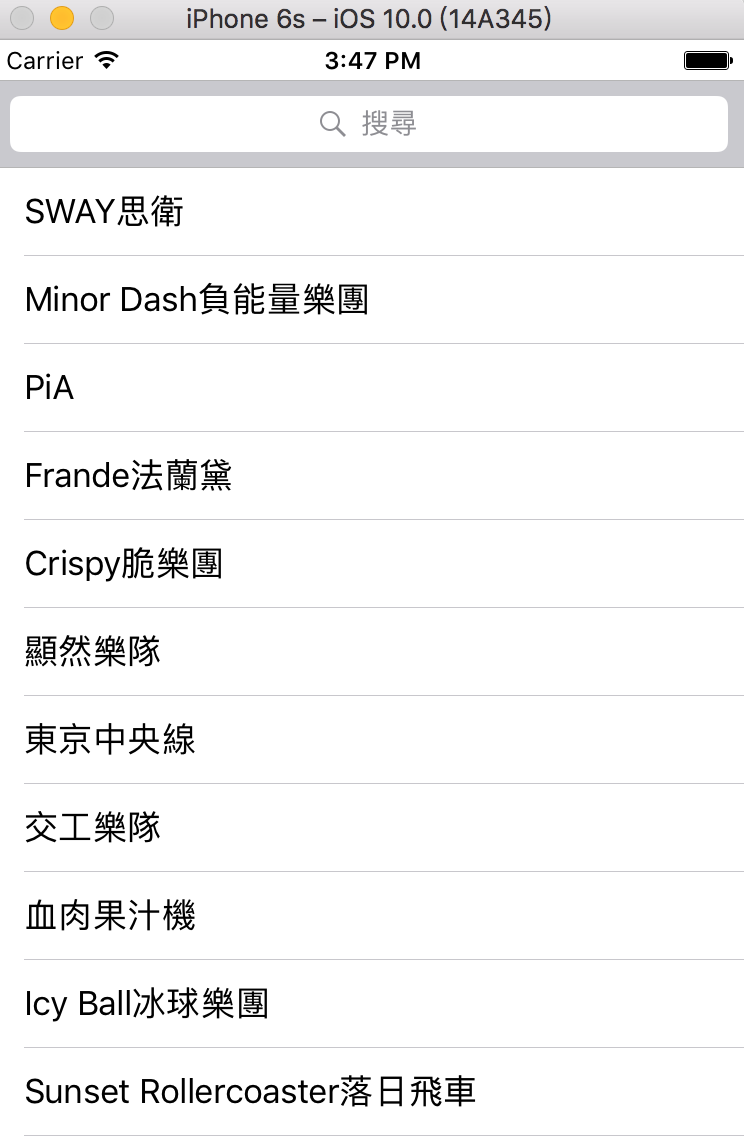 iPhone 6s – iOS 10.0 (14A345)
Carrier 3:47 PM
搜尋
SWAY思衛
Minor Dash負能量樂團
PiA
Frande法蘭黛
Crispy脆樂團
顯然樂隊
東京中央線
交工樂隊
血肉果汁機
Icy Ball冰球樂團
Sunset Rollercoaster落日飛車